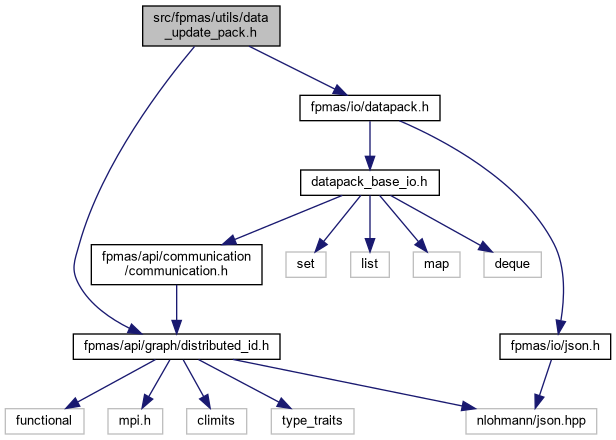 src/fpmas/utils/data
_update_pack.h
fpmas/io/datapack.h
datapack_base_io.h
fpmas/api/communication
/communication.h
set
list
map
deque
fpmas/api/graph/distributed_id.h
fpmas/io/json.h
functional
mpi.h
climits
type_traits
nlohmann/json.hpp